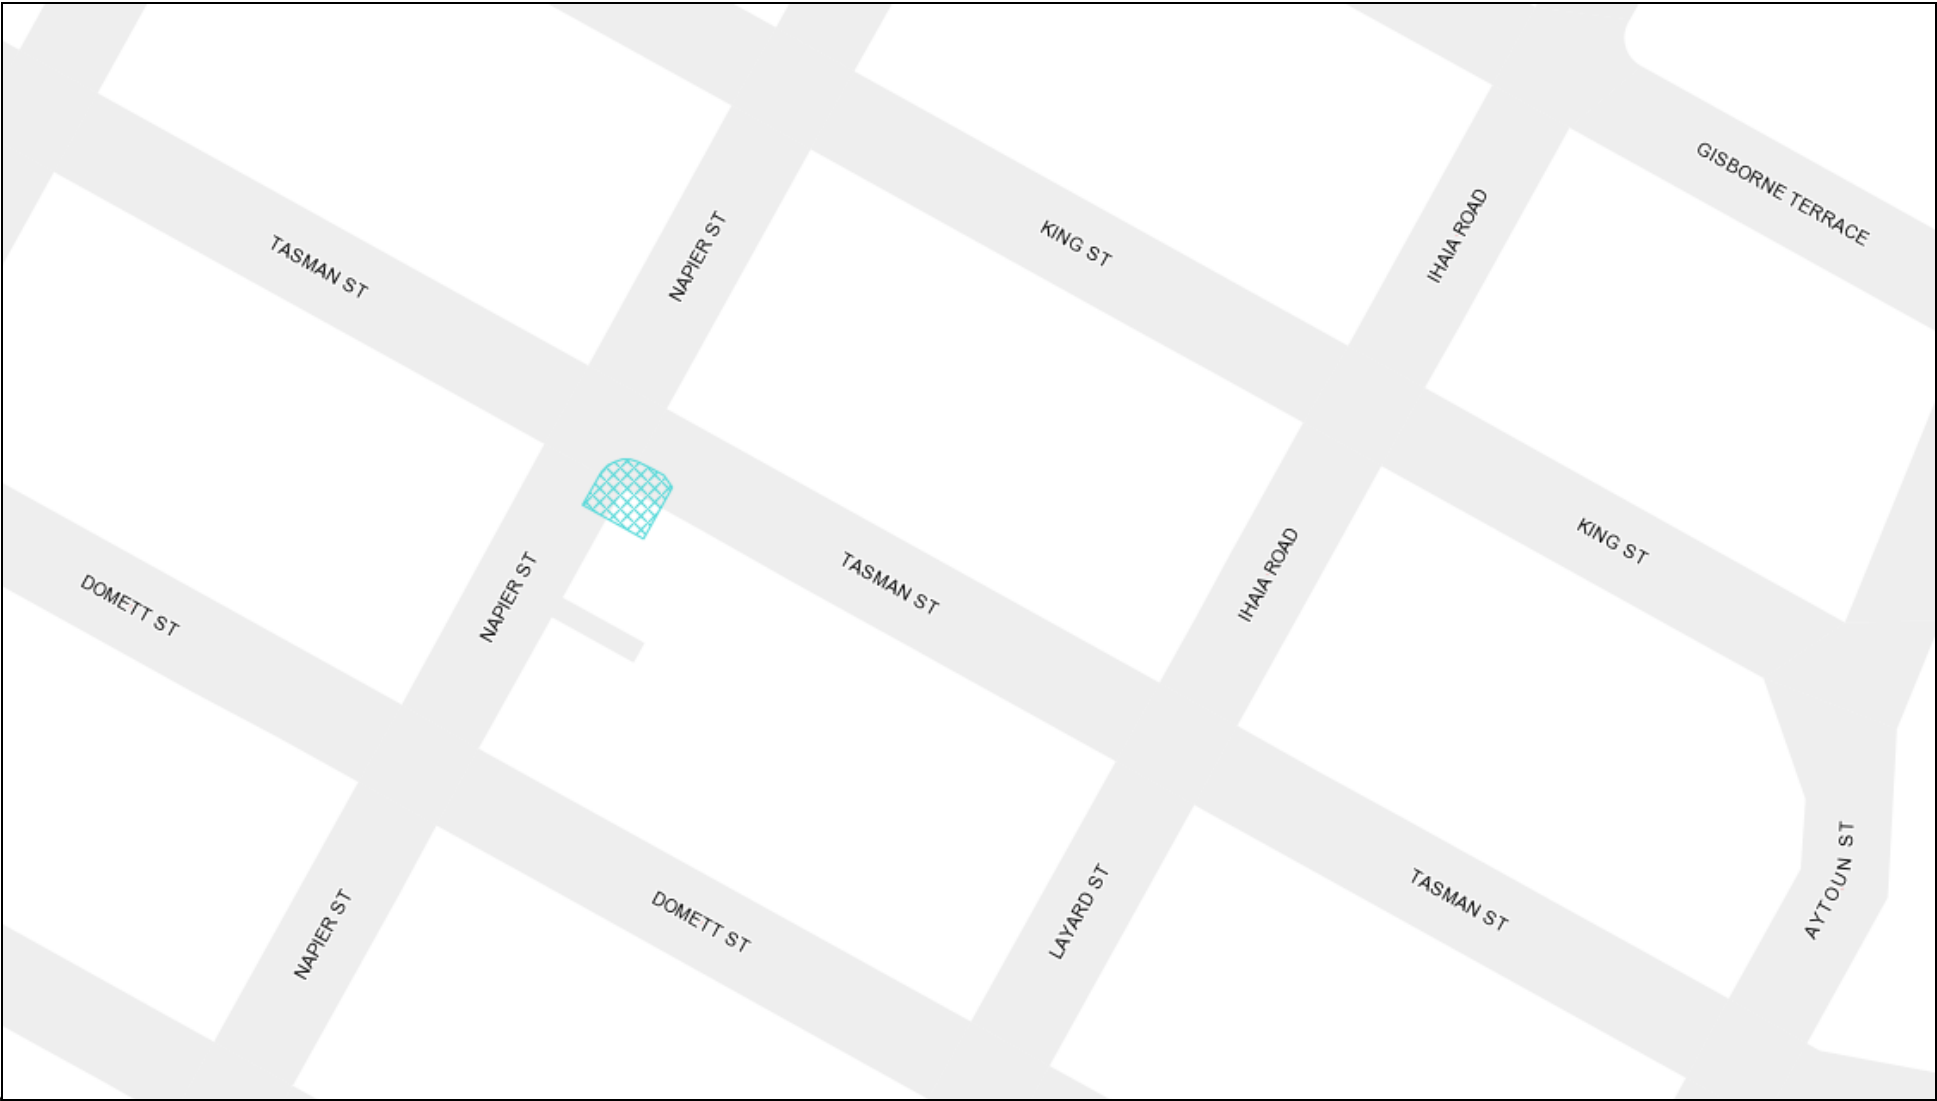 GISBORNE TERRACE
KING ST
IHAIA ROAD
NAPIER ST
TASMAN ST
KING ST
TASMAN ST
IHAIA ROAD
NAPIER ST
DOMETT ST
AYTOUN ST
TASMAN ST
LAYARD ST
DOMETT ST
NAPIER ST